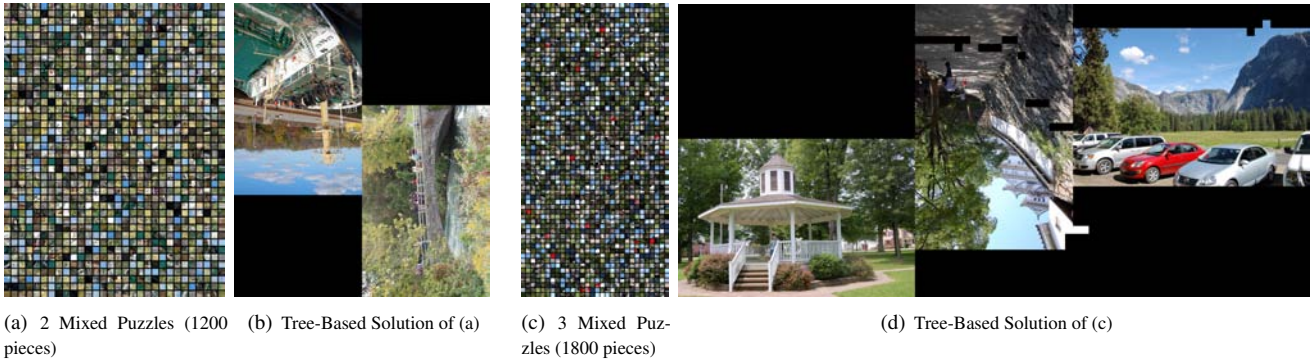 (a) 2 Mixed Puzzles (1200
pieces)
(b) Tree-Based Solution of (a)
(c) 3 Mixed Puz-
zles (1800 pieces)
(d) Tree-Based Solution of (c)